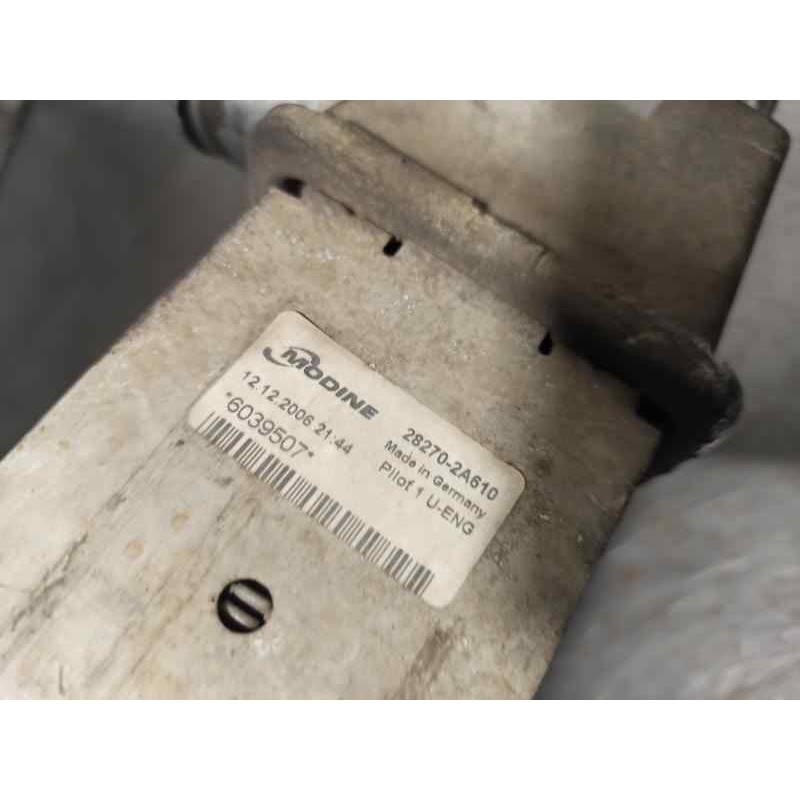 MODINE
28270-2A610
12.12.2006 21:44
Made in Germany
*6039507*
Pilot 1 U-ENG